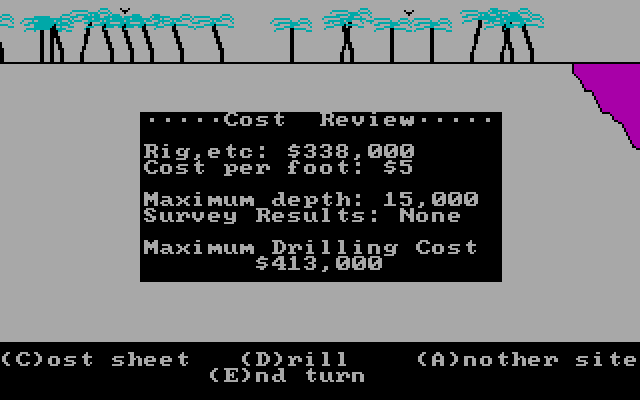 ·····Cost Review·····
Rig,etc: $338,000
Cost per foot: $5
Maximum depth: 15,000
Survey Results: None
Maximum Drilling Cost
$413,000
(C)ost sheet (D)rill (A)nother site
(E)nd turn